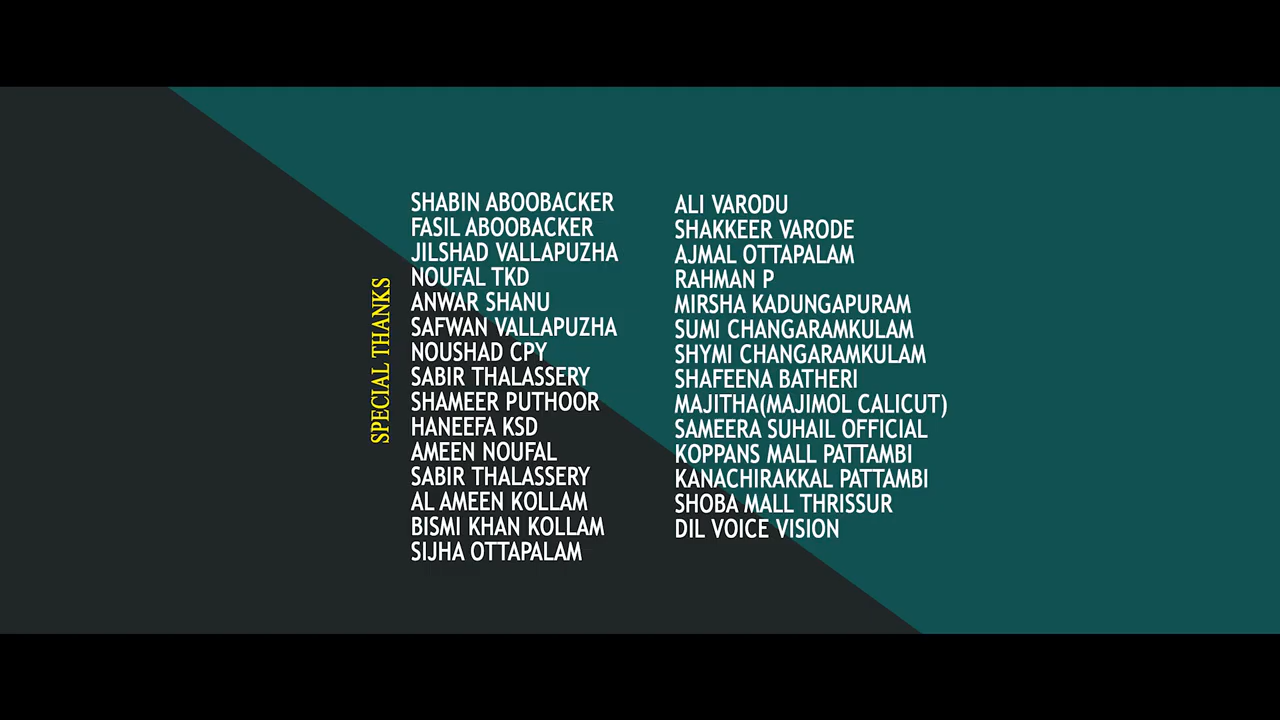 SPECIAL THANKS
SHABIN ABOOBACKER
FASIL ABOOBACKER
JILSHAD VALLAPUZHA
NOUFAL TKD
ANWAR SHANU
SAFWAN VALLAPUZHA
NOUSHAD CPY
SABIR THALASSERY
SHAMEER PUTHOOR
HANEEFA KSD
AMEEN NOUFAL
SABIR THALASSERY
AL AMEEN KOLLAM
BISMI KHAN KOLLAM
SIJHA OTTAPALAM
ALI VARODU
SHAKKEER VARODE
AJMAL OTTAPALAM
RAHMAN P
MIRSHA KADUNGAPURAM
SUMI CHANGARAMKULAM
SHYMI CHANGARAMKULAM
SHAFEENA BATHERI
MAJITHA(MAJIMOL CALICUT)
SAMEERA SUHAIL OFFICIAL
KOPPANS MALL PATTAMBI
KANACHIRAKKAL PATTAMBI
SHOBA MALL THRISSUR
DIL VOICE VISION